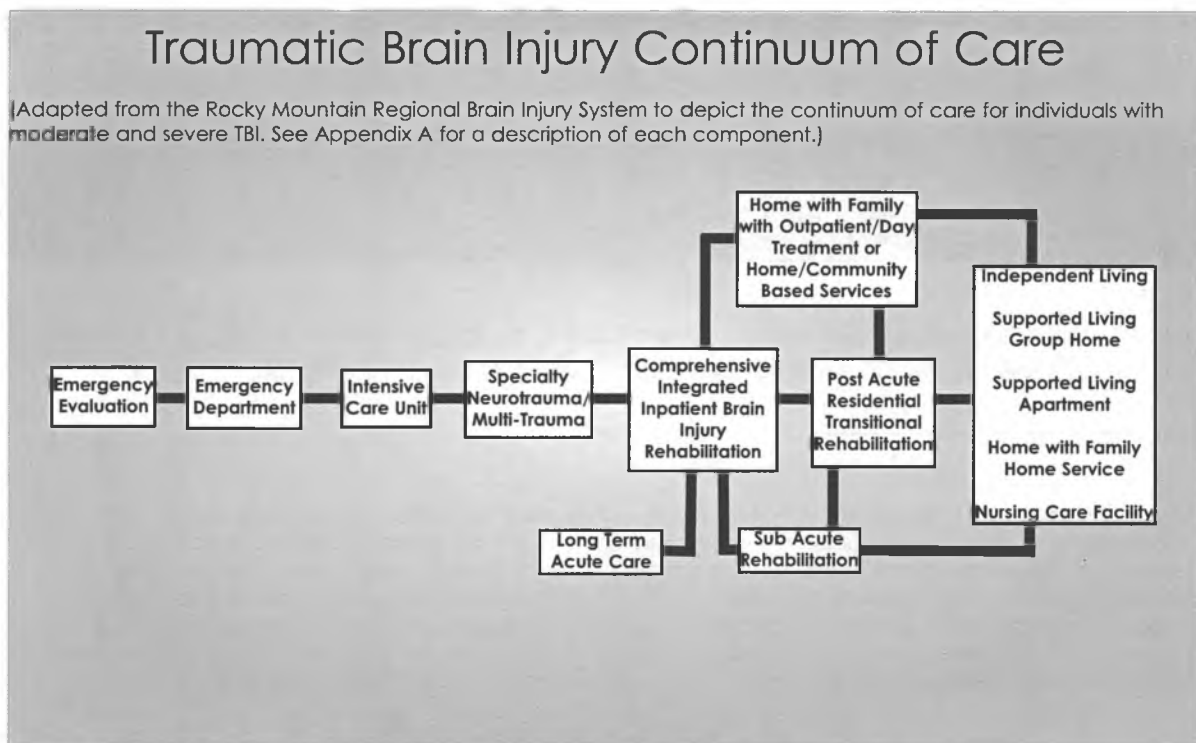 Traumatic Brain Injury Continuum of Care
(Adapted from the Rocky Mountain Regional Brain Injury System to depict the continuum of care for individuals with
moderate and severe TBI. See Appendix A for a description of each component.)
Emergency
Evaluation
Emergency
Department
Intensive
Care Unit
Specialty
Neurotrauma/
Multi-Trauma
Comprehensive
Integrated
Inpatient Brain
Injury
Rehabilitation
Home with Family
with Outpatient/Day
Treatment or
Home/Community
Based Services
Post Acute
Residential
Transitional
Rehabilitation
Long Term
Acute Care
Sub Acute
Rehabilitation
Independent Living
Supported Living
Group Home
Supported Living
Apartment
Home with Family
Home Service
Nursing Care Facility